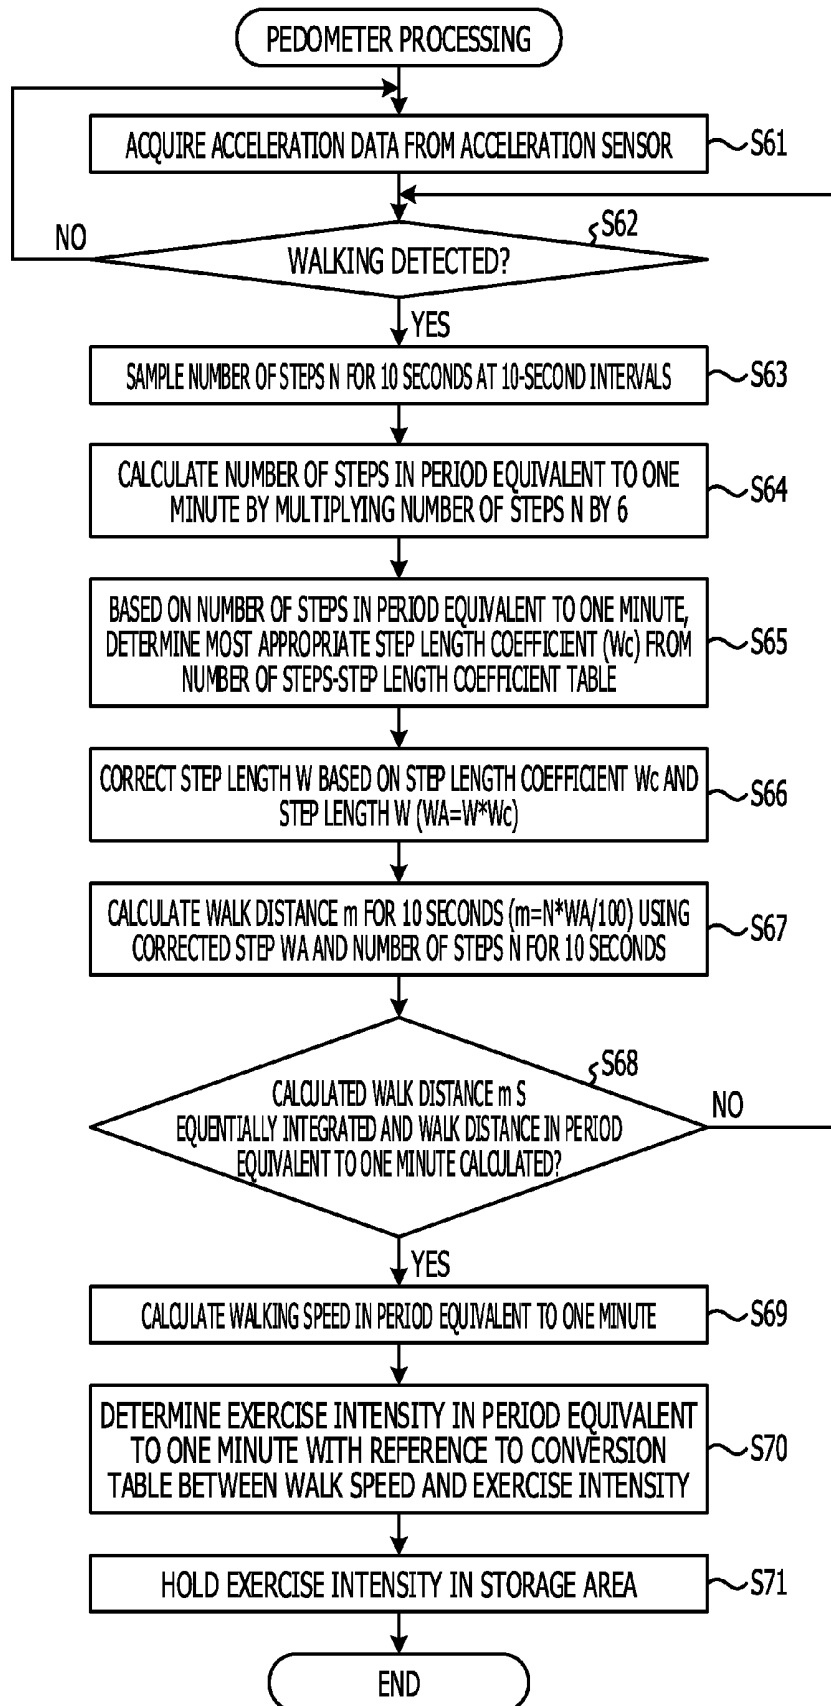 PEDOMETER PROCESSING
ACQUIRE ACCELERATION DATA FROM ACCELERATION SENSOR
S61
S62
NO
WALKING DETECTED?
YES
SAMPLE NUMBER OF STEPS N FOR 10 SECONDS AT 10-SECOND INTERVALS
S63
CALCULATE NUMBER OF STEPS IN PERIOD EQUIVALENT TO ONE
MINUTE BY MULTIPLYING NUMBER OF STEPS N BY 6
S64
BASED ON NUMBER OF STEPS IN PERIOD EQUIVALENT TO ONE MINUTE,
DETERMINE MOST APPROPRIATE STEP LENGTH COEFFICIENT (Wc) FROM
NUMBER OF STEPS-STEP LENGTH COEFFICIENT TABLE
S65
CORRECT STEP LENGTH W BASED ON STEP LENGTH COEFFICIENT Wc AND
STEP LENGTH W (WA=W*Wc)
S66
CALCULATE WALK DISTANCE m FOR 10 SECONDS (m=N*WA/100) USING
CORRECTED STEP WA AND NUMBER OF STEPS N FOR 10 SECONDS
S67
S68
CALCULATED WALK DISTANCE m S
EQUENTIALLY INTEGRATED AND WALK DISTANCE IN PERIOD
EQUIVALENT TO ONE MINUTE CALCULATED?
NO
YES
CALCULATE WALKING SPEED IN PERIOD EQUIVALENT TO ONE MINUTE
S69
DETERMINE EXERCISE INTENSITY IN PERIOD EQUIVALENT
TO ONE MINUTE WITH REFERENCE TO CONVERSION
TABLE BETWEEN WALK SPEED AND EXERCISE INTENSITY
S70
HOLD EXERCISE INTENSITY IN STORAGE AREA
S71
END